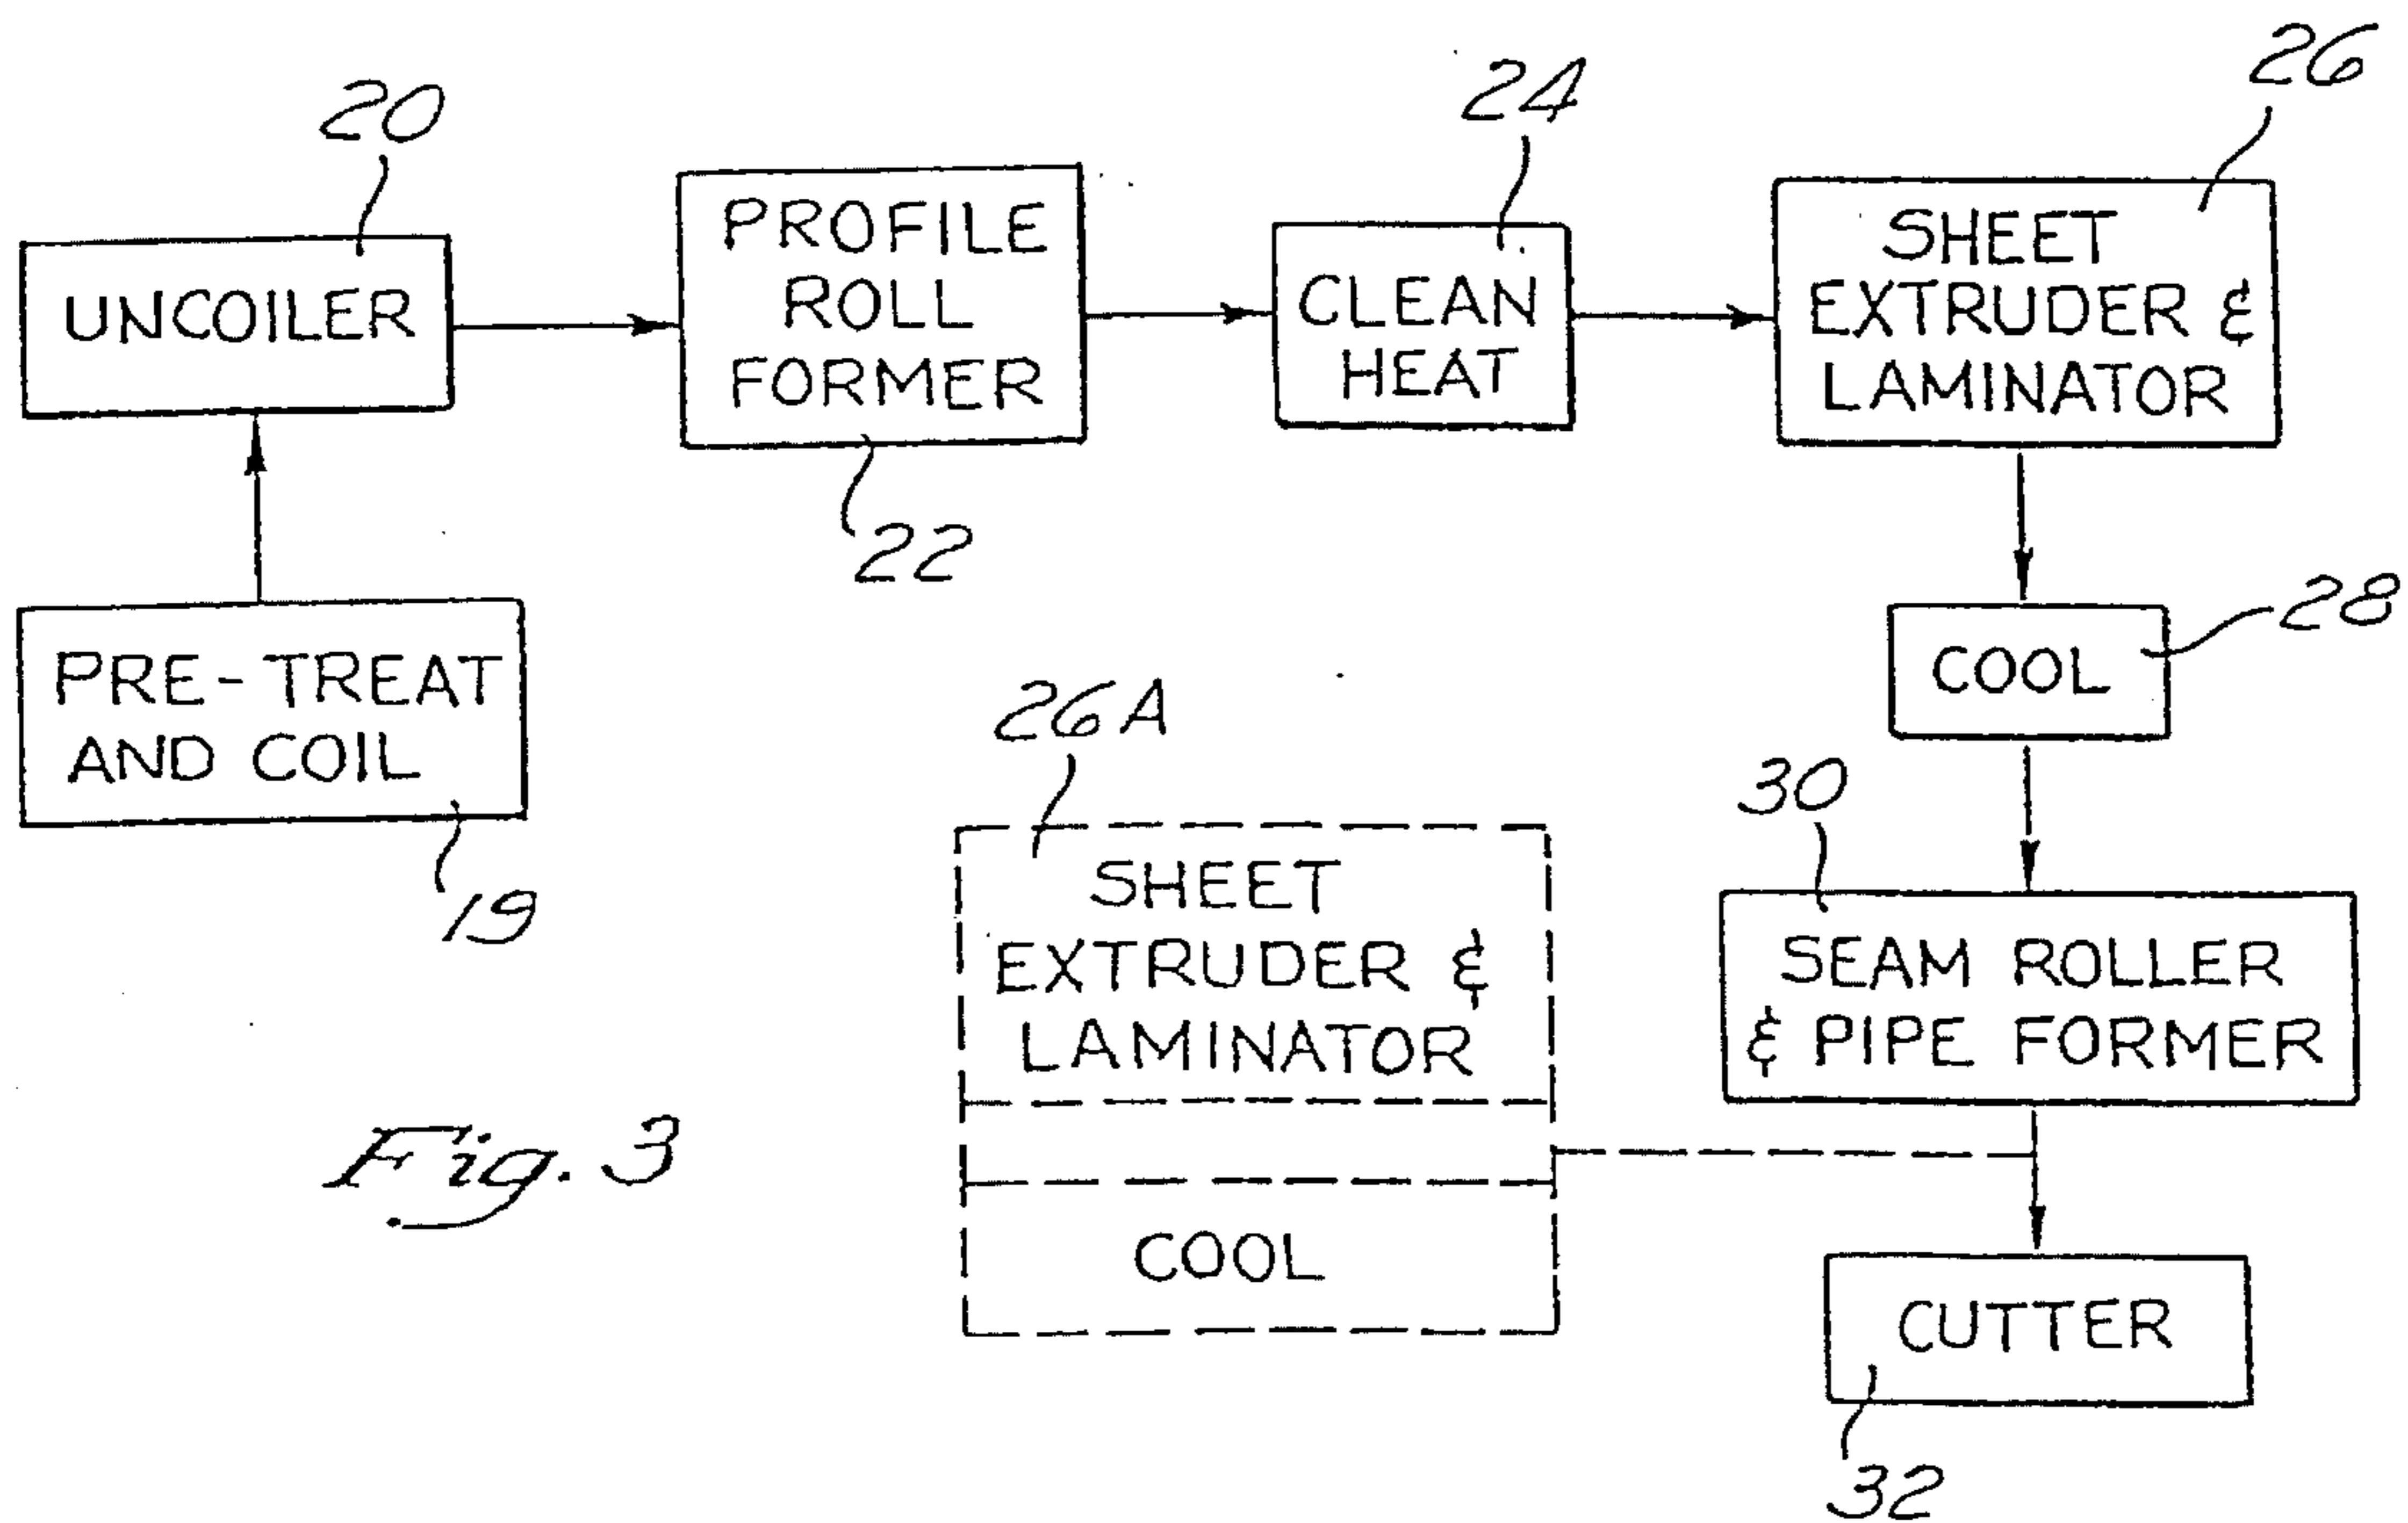 20
UNCOILER
PROFILE
ROLL
FORMER
22
24
CLEAN
HEAT
26
SHEET
EXTRUDER &
LAMINATOR
PRE-TREAT
AND COIL
19
COOL
28
26A
SHEET
EXTRUDER &
LAMINATOR
COOL
30
SEAM ROLLER
& PIPE FORMER
CUTTER
32
Fig. 3